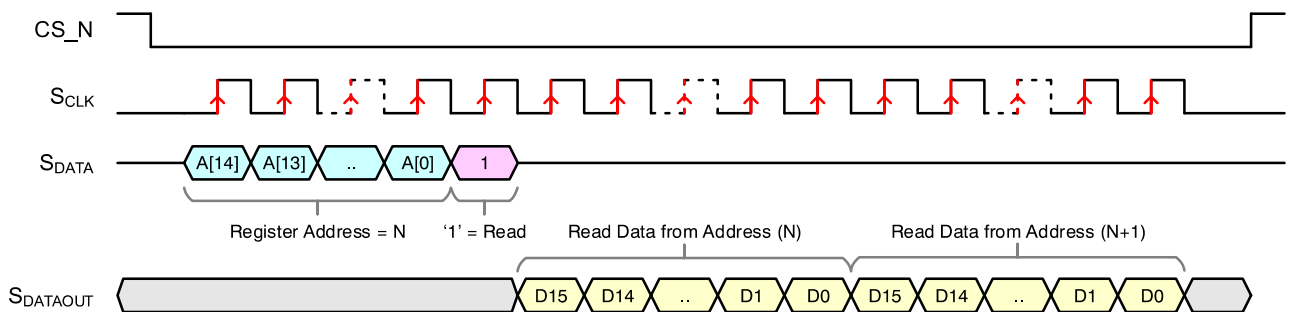 CS_N
SCLK
SDATA A[14] A[13] .. A[0] 1
Register Address = N ‘1’ = Read Read Data from Address (N) Read Data from Address (N+1)
SDATAOUT D15 D14 .. D1 D0 D15 D14 .. D1 D0